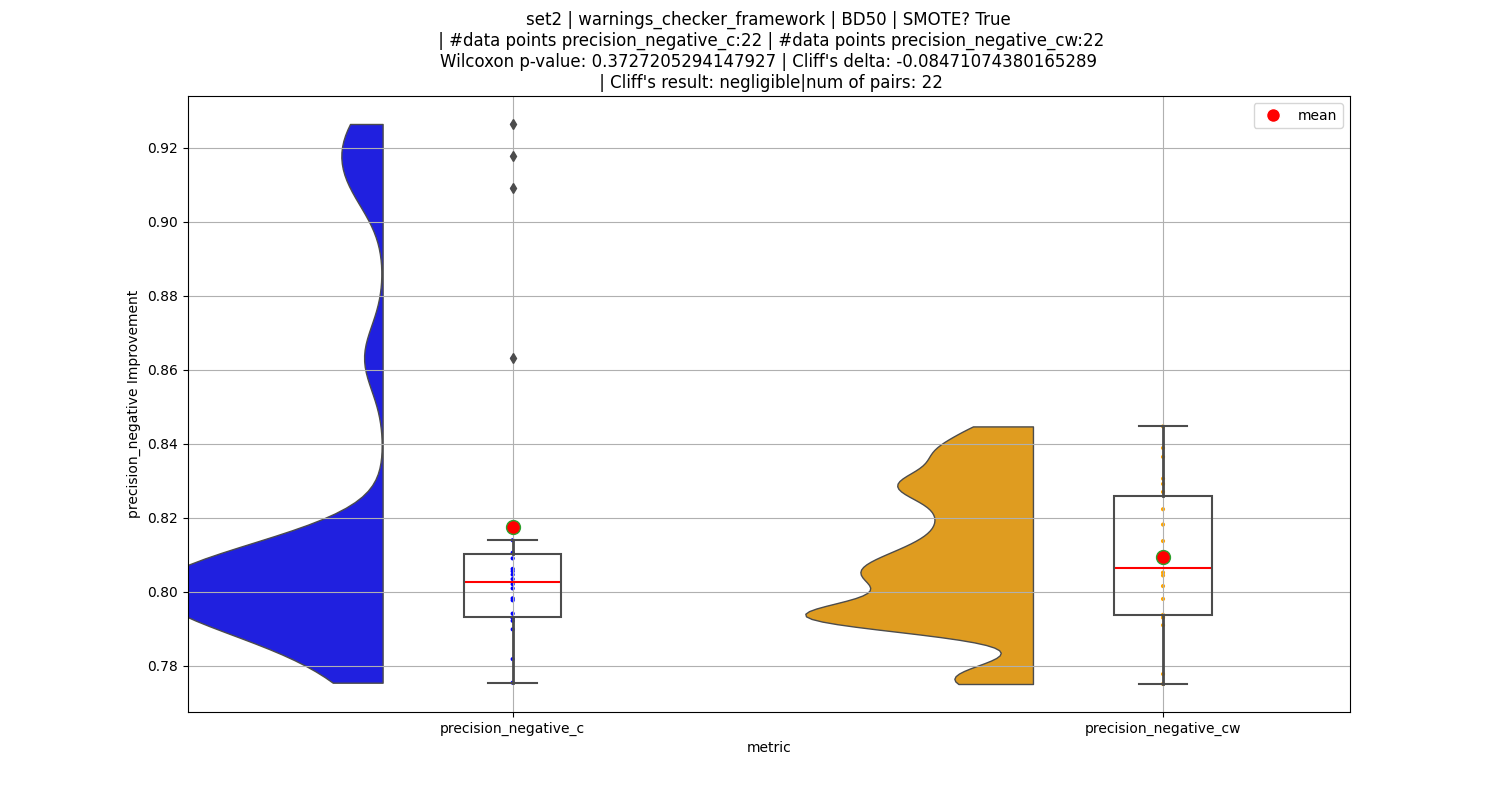 set2 | warnings_checker_framework | BD50 | SMOTE? True
| #data points precision_negative_c:22 | #data points precision_negative_cw:22
Wilcoxon p-value: 0.3727205294147927 | Cliff's delta: -0.08471074380165289
| Cliff's result: negligible|num of pairs: 22
mean
0.92
0.90
0.88
0.86
0.84
0.82
0.80
0.78
precision_negative Improvement
precision_negative_c
precision_negative_cw
metric